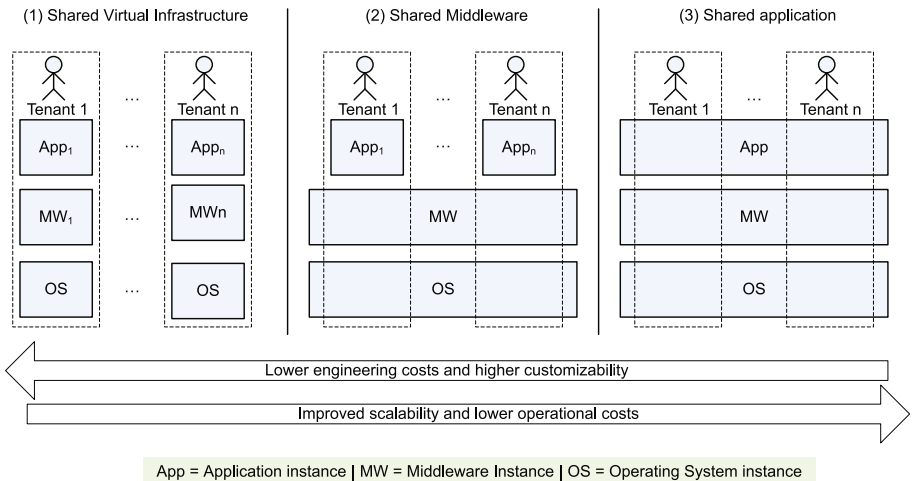 (1) Shared Virtual Infrastructure
(2) Shared Middleware
(3) Shared application
Tenant 1 ... Tenant n
Tenant 1 ... Tenant n
Tenant 1 ... Tenant n
App1 ... Appn
App1 ... Appn
App
MW1 ... MWn
MW
MW
OS ... OS
OS
OS
Lower engineering costs and higher customizability
Improved scalability and lower operational costs
App = Application instance | MW = Middleware Instance | OS = Operating System instance